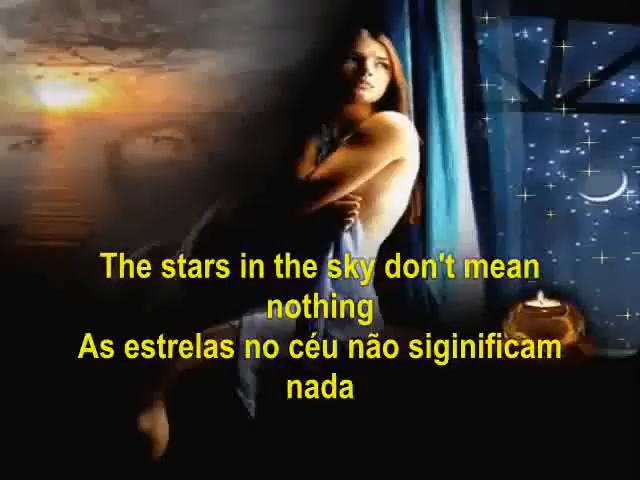 The stars in the sky don't mean
nothing
As estrelas no céu não siginificam
nada